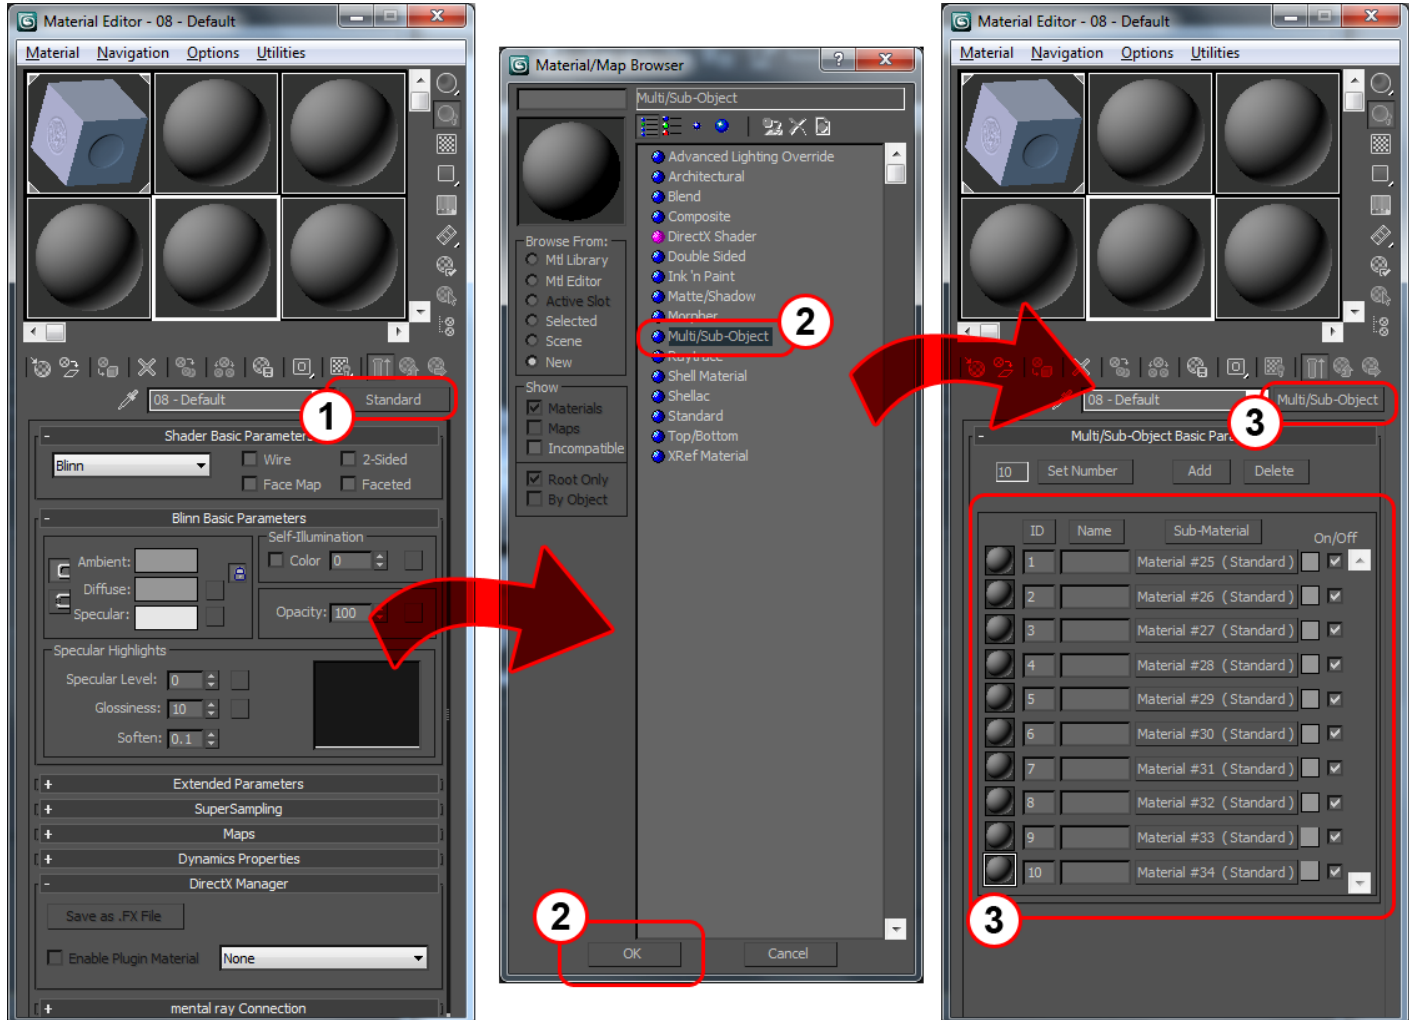 Material Editor - 08 - Default
Material Navigation Options Utilities
08 - Default
Standard
1
Shader Basic Parameters
Blinn
Wire
2-Sided
Face Map
Faceted
Blinn Basic Parameters
Ambient:
Diffuse:
Specular:
Self-Illumination
Color 0
Opacity: 100
Specular Highlights
Specular Level: 0
Glossiness: 10
Soften: 0.1
Extended Parameters
SuperSampling
Maps
Dynamics Properties
DirectX Manager
Save as .FX File
Enable Plugin Material None
mental ray Connection
Material/Map Browser
Multi/Sub-Object
Browse From:
Mtl Library
Mtl Editor
Active Slot
Selected
Scene
New
Show
Materials
Maps
Incompatible
Root Only
By Object
Advanced Lighting Override
Architectural
Blend
Composite
DirectX Shader
Double Sided
Ink 'n Paint
Matte/Shadow
Morpher
Multi/Sub-Object
2
Raytrace
Shell Material
Shellac
Standard
Top/Bottom
XRef Material
2
OK
Cancel
Material Editor - 08 - Default
Material Navigation Options Utilities
08 - Default
3
Multi/Sub-Object
Multi/Sub-Object Basic Par
10 Set Number Add Delete
ID Name Sub-Material On/Off
1 Material #25 ( Standard )
2 Material #26 ( Standard )
3 Material #27 ( Standard )
4 Material #28 ( Standard )
5 Material #29 ( Standard )
6 Material #30 ( Standard )
7 Material #31 ( Standard )
8 Material #32 ( Standard )
9 Material #33 ( Standard )
10 Material #34 ( Standard )
3